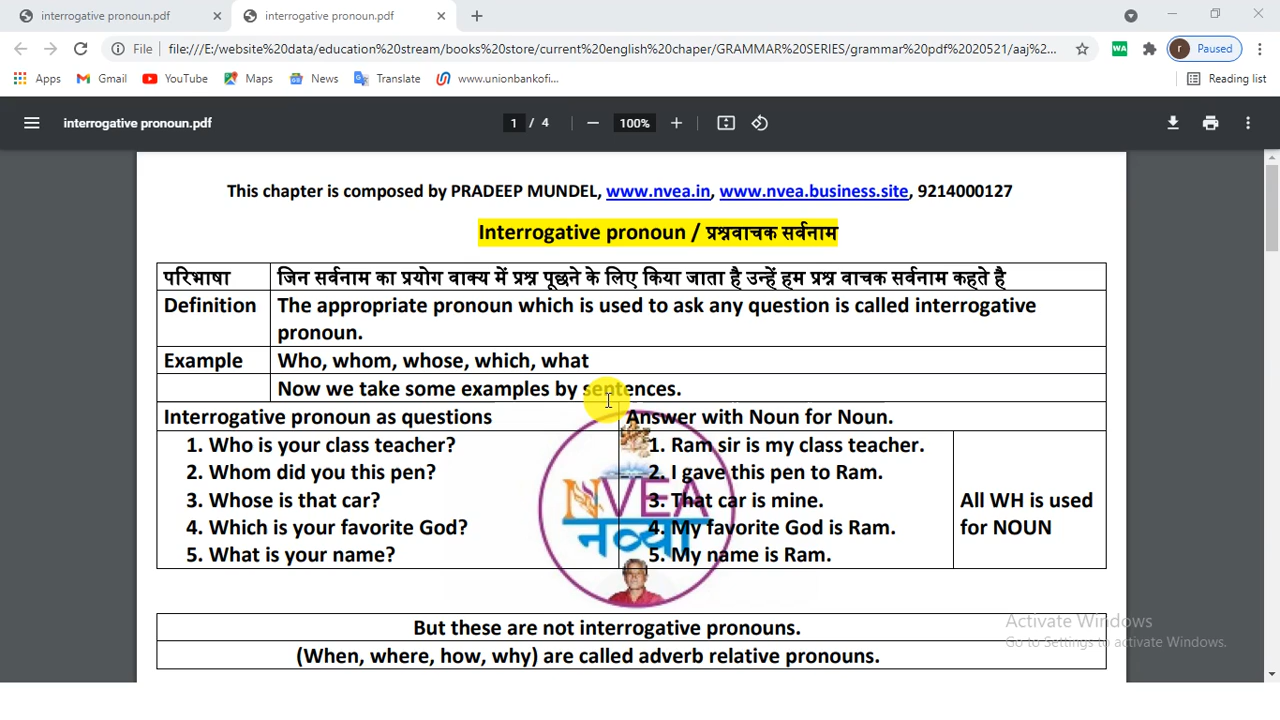 interrogative pronoun.pdf
interrogative pronoun.pdf
File
file:///E:/website%20data/education%20stream/books%20store/current%20english%20chaper/GRAMMAR%20SERIES/grammar%20pdf%2020521/aaj%2...
WA
r Paused
Apps Gmail YouTube Maps News Translate www.unionbankofi... Reading list
interrogative pronoun.pdf 1 / 4 100%
This chapter is composed by PRADEEP MUNDEL, www.nvea.in, www.nvea.business.site, 9214000127
Interrogative pronoun / प्रश्नवाचक सर्वनाम
परिभाषा जिन सर्वनाम का प्रयोग वाक्य में प्रश्न पूछने के लिए किया जाता है उन्हें हम प्रश्न वाचक सर्वनाम कहते है
Definition The appropriate pronoun which is used to ask any question is called interrogative
pronoun.
Example Who, whom, whose, which, what
Now we take some examples by sentences.
Interrogative pronoun as questions Answer with Noun for Noun.
1. Who is your class teacher? 1. Ram sir is my class teacher.
2. Whom did you this pen? 2. I gave this pen to Ram.
3. Whose is that car? 3. That car is mine. All WH is used
4. Which is your favorite God? 4. My favorite God is Ram. for NOUN
5. What is your name? 5. My name is Ram.
NVEA
नव्या
But these are not interrogative pronouns.
(When, where, how, why) are called adverb relative pronouns.
Activate Windows
Go to Settings to activate Windows.